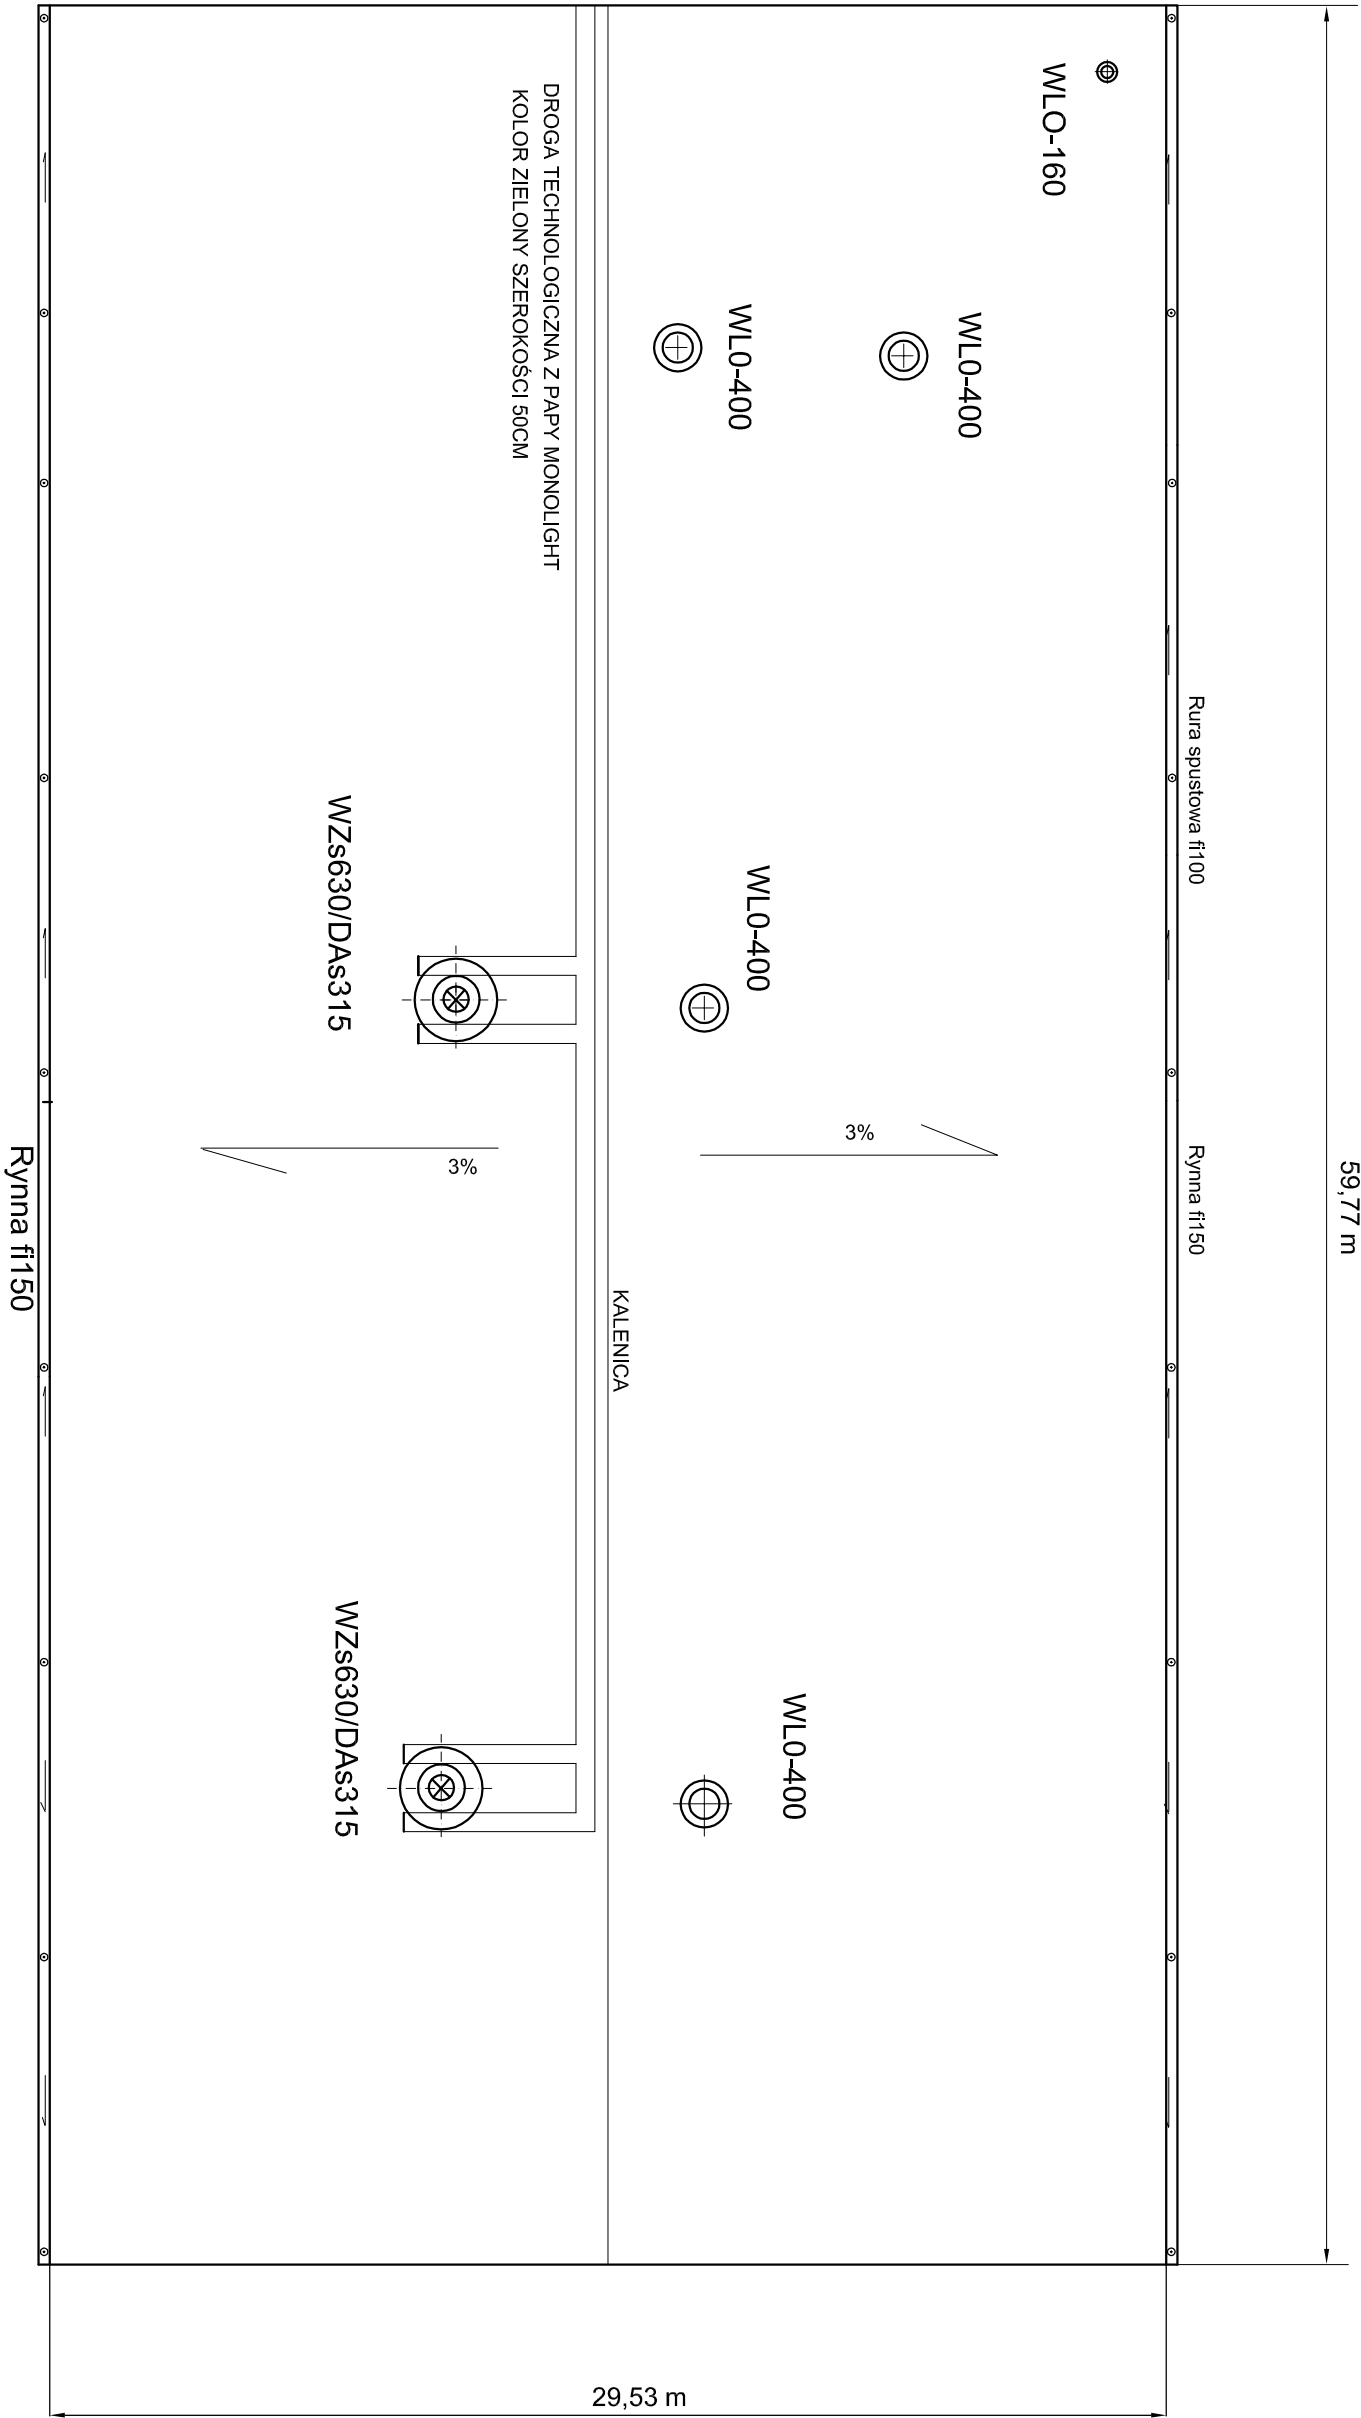 59,77 m
Rura spustowa fi100
Rynna fi150
WLO-160
WL0-400
WL0-400
WL0-400
WL0-400
3%
KALENICA
DROGA TECHNOLOGICZNA Z PAPY MONOLIGHT
KOLOR ZIELONY SZEROKOŚCI 50CM
3%
WZs630/DAs315
WZs630/DAs315
Rynna fi150
29,53 m